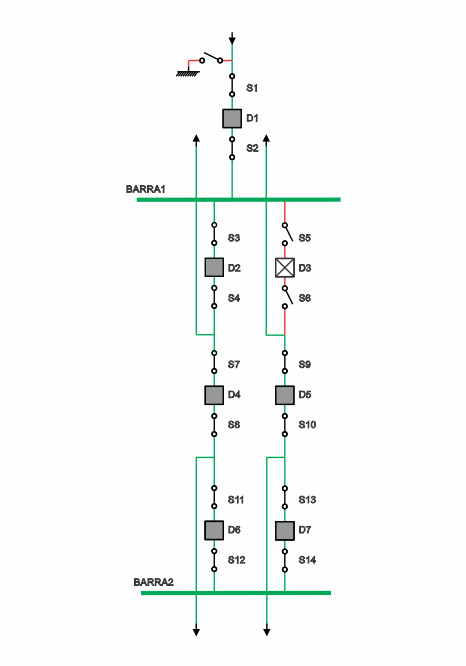 S1
D1
S2
BARRA1
S3 S5
D2 D3
S4 S6
S7 S9
D4 D5
S8 S10
S11 S13
D6 D7
S12 S14
BARRA2